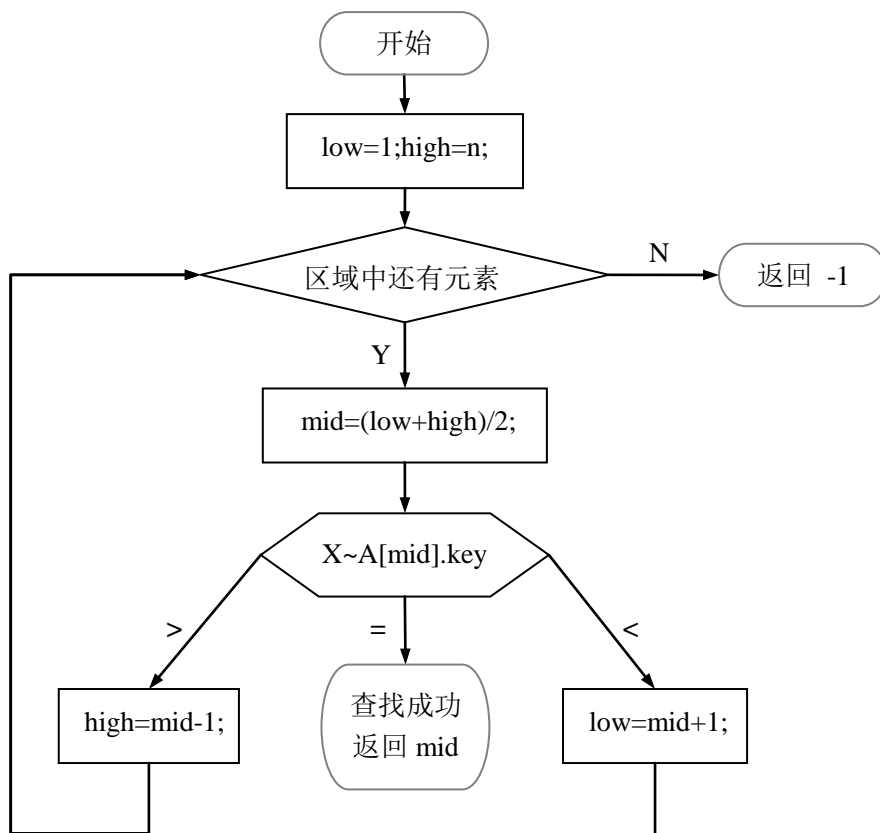 开始
low=1;high=n;
区域中还有元素
N
返回 -1
Y
mid=(low+high)/2;
X~A[mid].key
>
=
<
high=mid-1;
查找成功
返回 mid
low=mid+1;